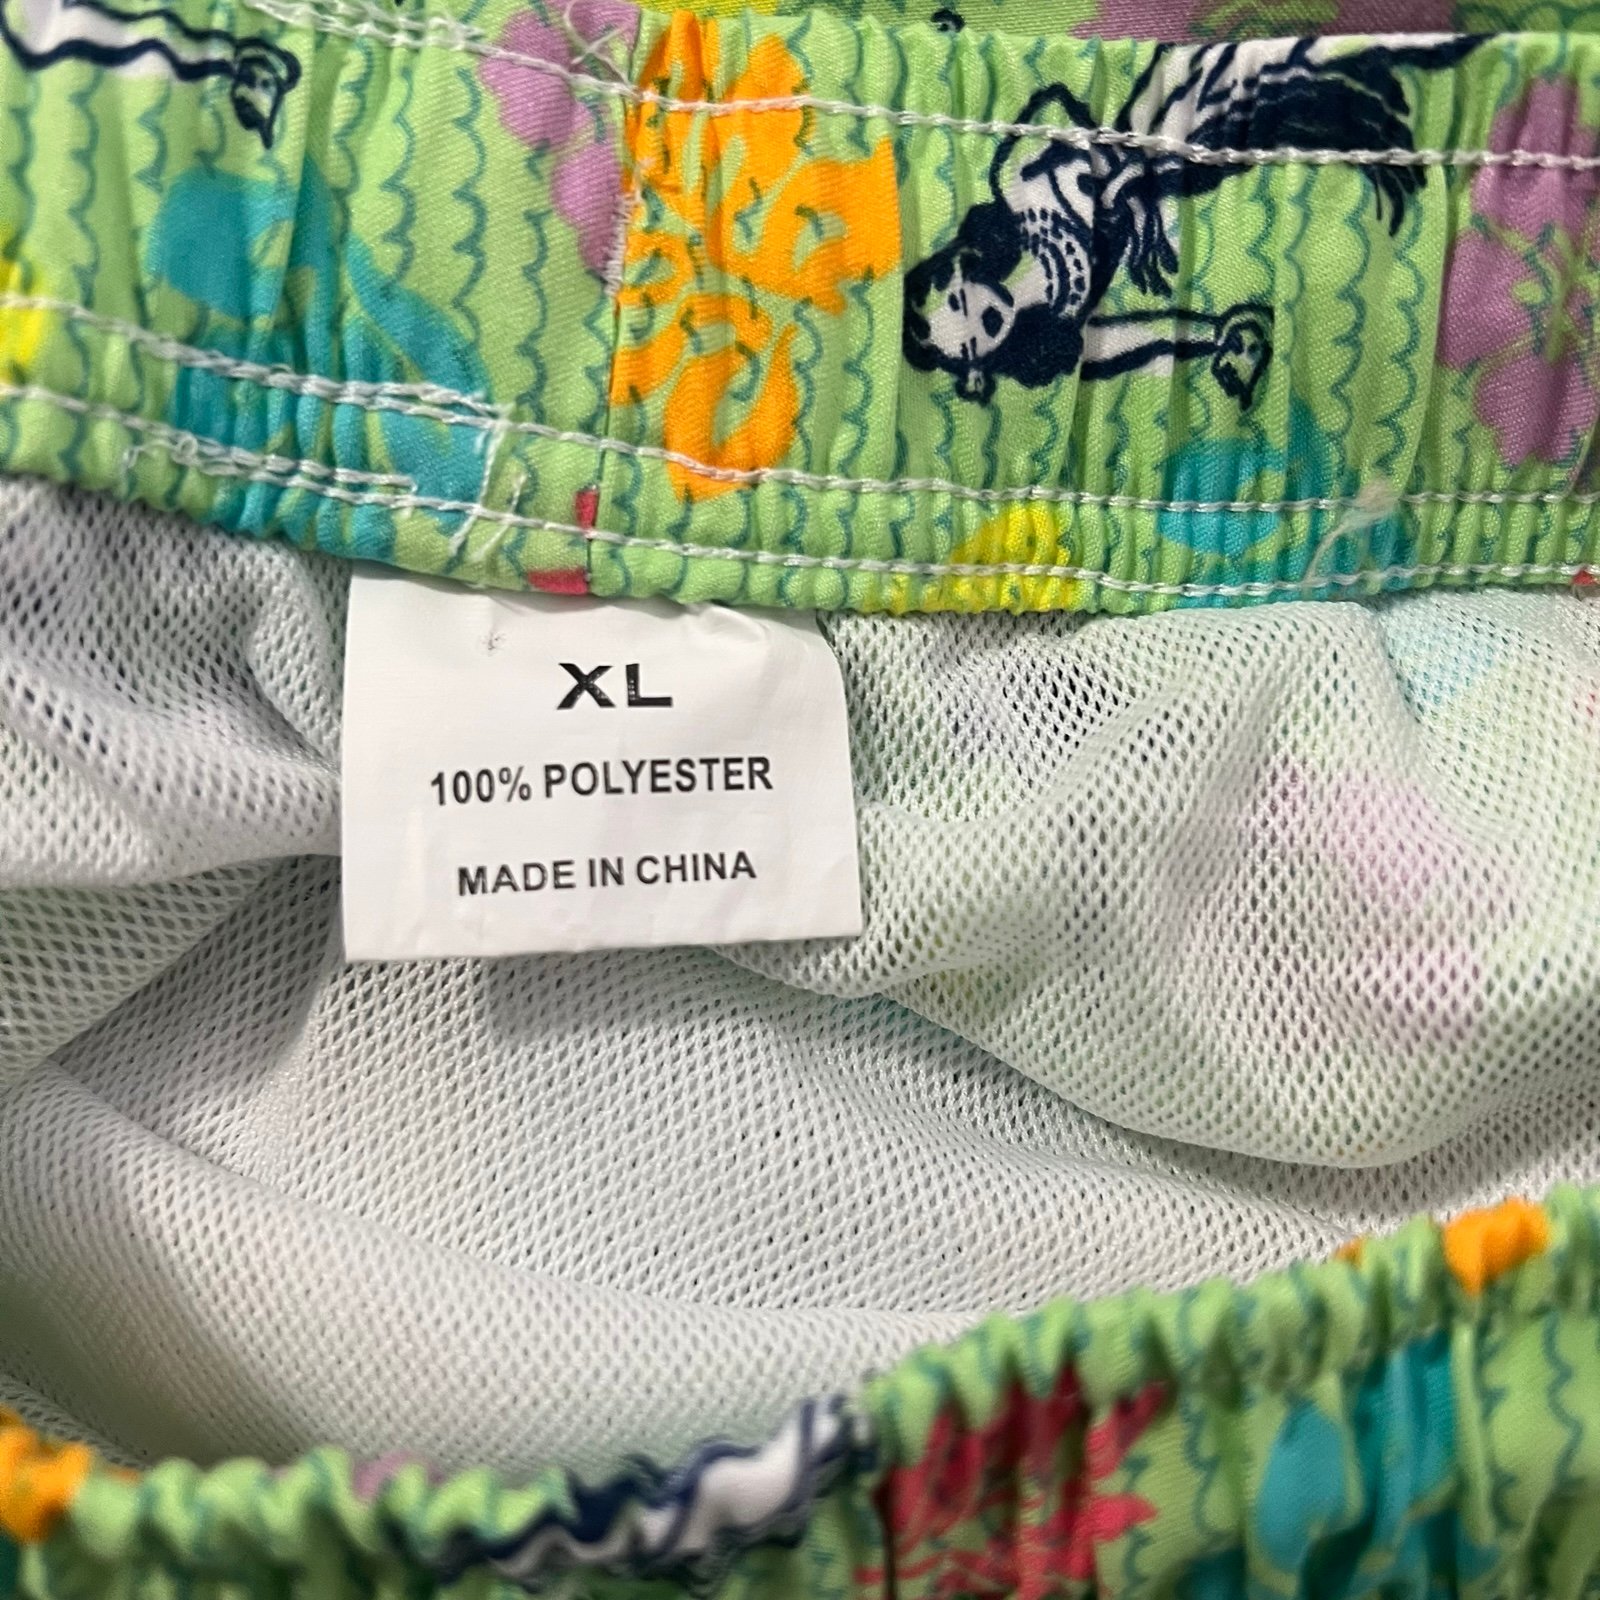 XL
100% POLYESTER
MADE IN CHINA